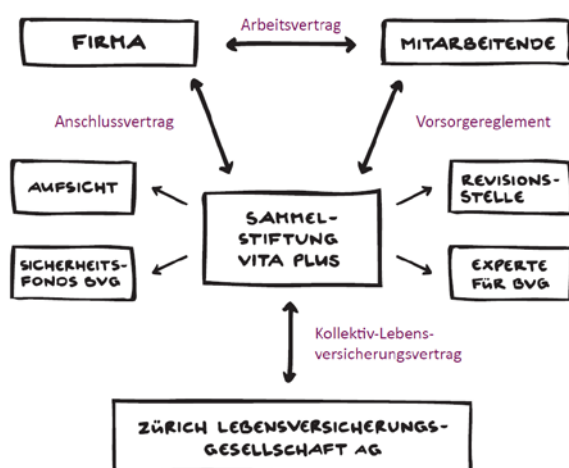 Arbeitsvertrag
FIRMA
MITARBEITENDE
Anschlussvertrag
Vorsorgereglement
AUFSICHT
REVISIONS-
STELLE
SAMMEL-
STIFTUNG
VITA PLUS
SICHERHEITS-
FONDS BVG
EXPERTE
FÜR BVG
Kollektiv-Lebens-
versicherungsvertrag
ZÜRICH LEBENSVERSICHERUNGS-
GESELLSCHAFT AG